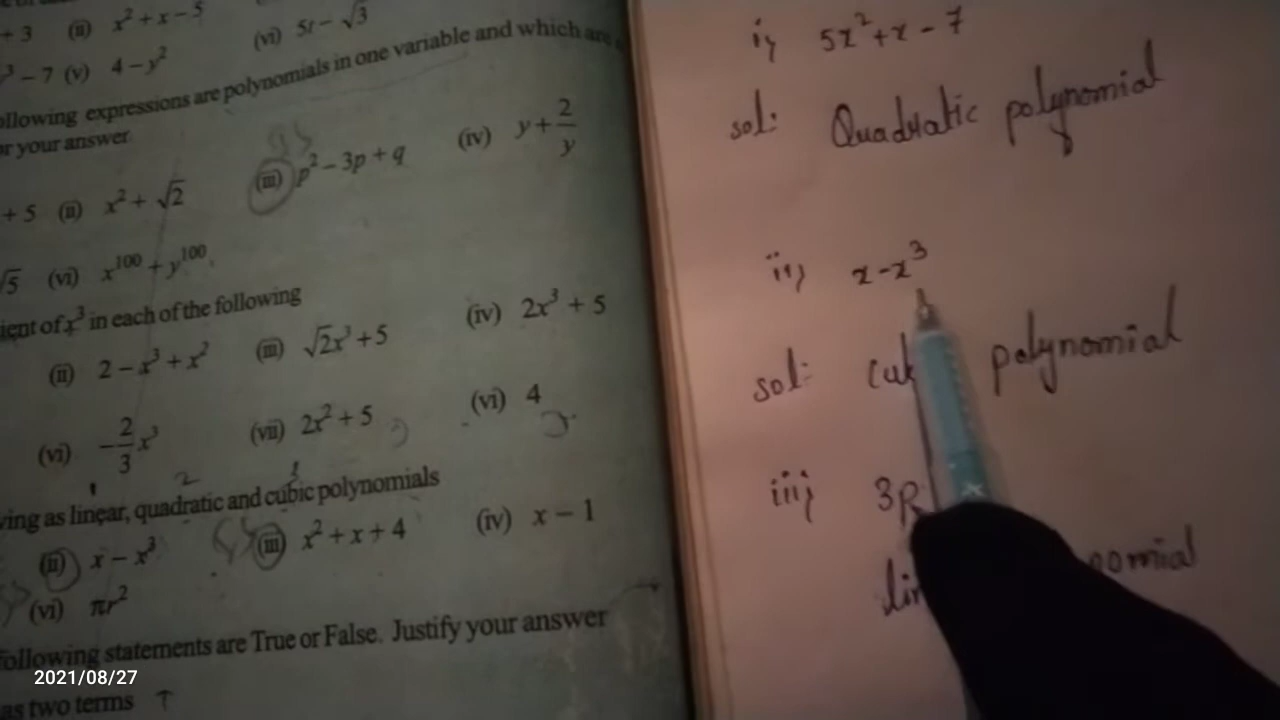 + 3 (ii) x² + x – 5
(vi) 5t – √3
³ – 7 (v) 4 – y²
ollowing expressions are polynomials in one variable and which are
r your answer.
+ 5 (ii) x² + √2 (iii) p² – 3p + q (iv) y + 2/y
√5 (vi) x¹⁰⁰ + y¹⁰⁰.
ient of x³ in each of the following
(ii) 2 – x³ + x² (iii) √2x³ + 5 (iv) 2x³ + 5
(vi) –2/3 x³ (vii) 2x² + 5 (vi) 4
1 2 3
ving as linear, quadratic and cubic polynomials
(ii) x – x³ (iii) x² + x + 4 (iv) x – 1
(vi) πr²
following statements are True or False. Justify your answer
as two terms
2021/08/27
i, 5x² + x – 7
sol: Quadratic polynomial
ii, x – x³
sol: polynomial
iii, 3